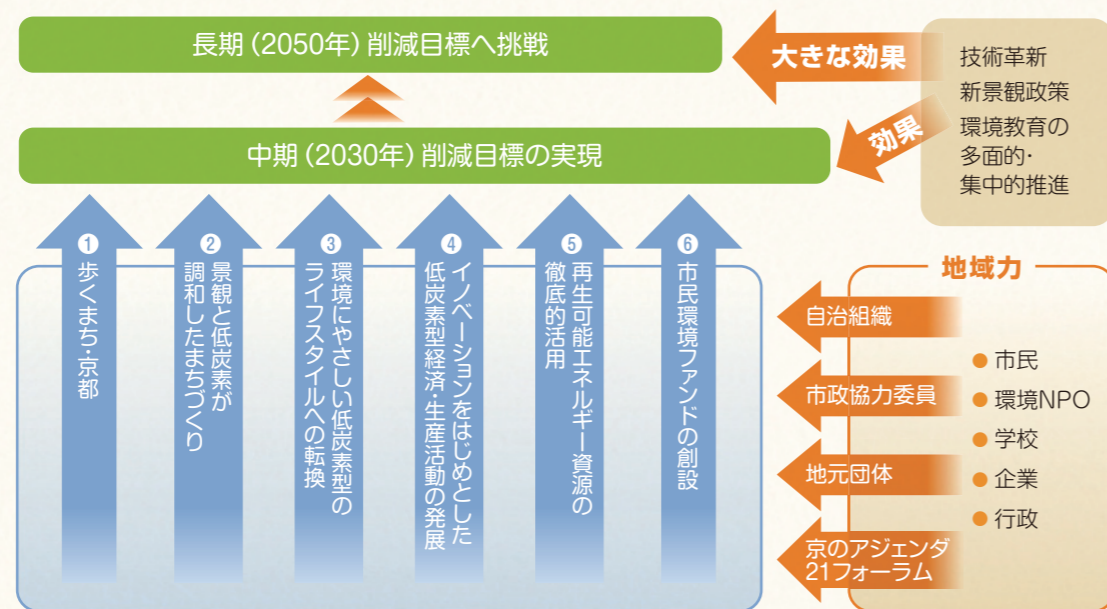 長期（2050年）削減目標へ挑戦
大きな効果
技術革新
新景観政策
環境教育の
多面的・
集中的推進
中期（2030年）削減目標の実現
効果
❶
歩くまち・京都
❷
景観と低炭素が
調和したまちづくり
❸
環境にやさしい低炭素型の
ライフスタイルへの転換
❹
イノベーションをはじめとした
低炭素型経済・生産活動の発展
❺
再生可能エネルギー資源の
徹底的活用
❻
市民環境ファンドの創設
地域力
自治組織
市政協力委員
地元団体
京のアジェンダ
21フォーラム
● 市民
● 環境NPO
● 学校
● 企業
● 行政